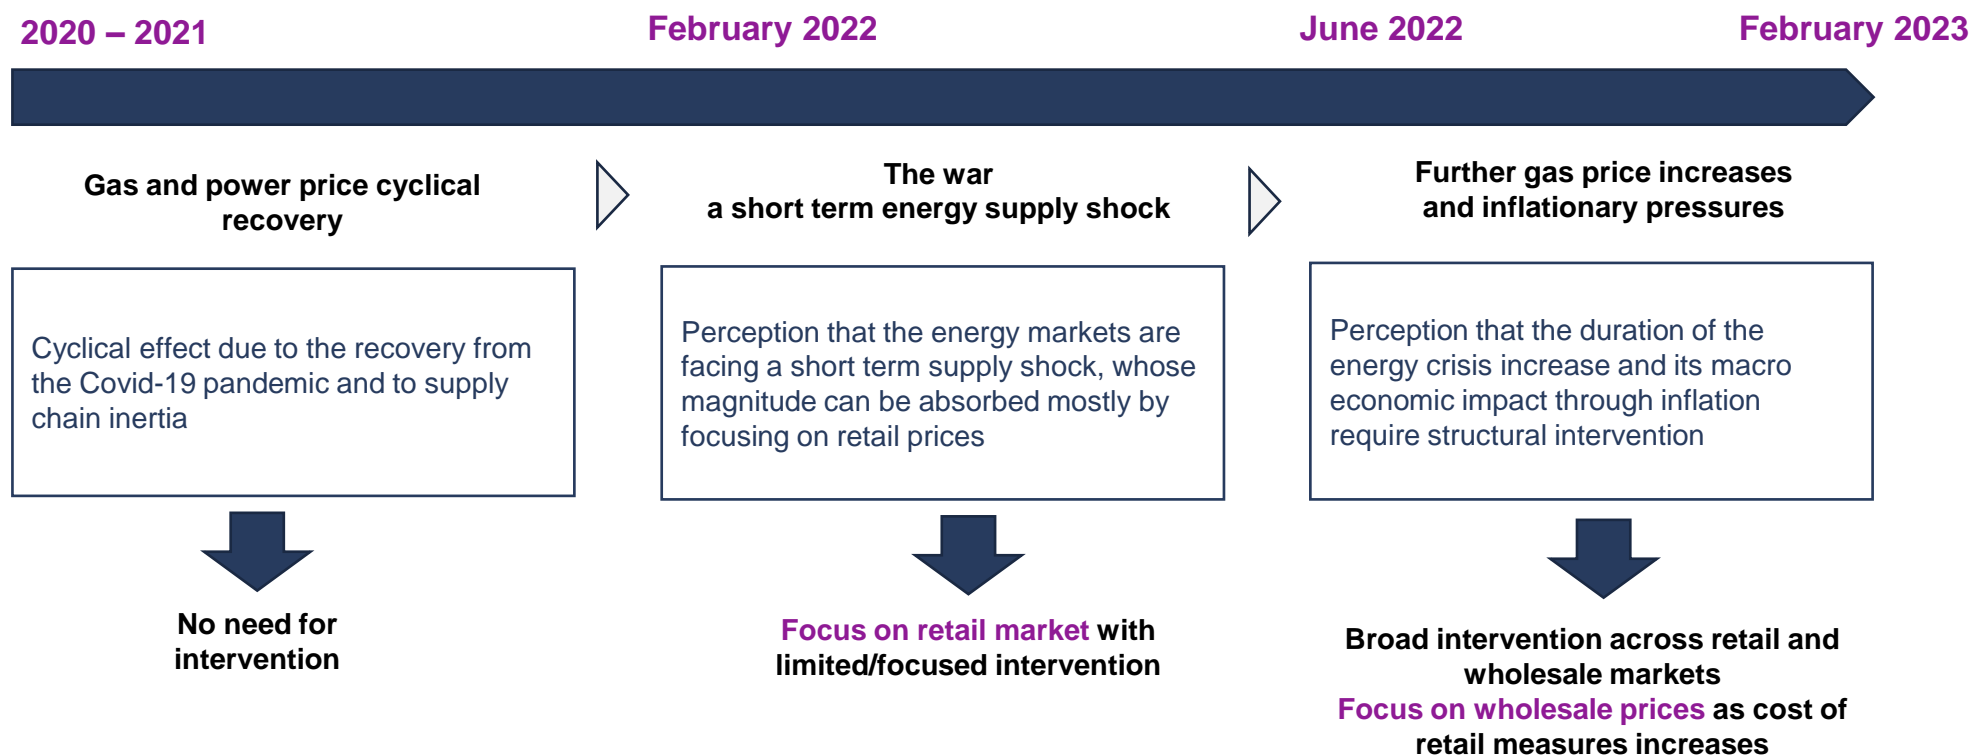 2020 – 2021
February 2022
June 2022
February 2023
Gas and power price cyclical
recovery
The war
a short term energy supply shock
Further gas price increases
and inflationary pressures
Cyclical effect due to the recovery from
the Covid-19 pandemic and to supply
chain inertia
Perception that the energy markets are
facing a short term supply shock, whose
magnitude can be absorbed mostly by
focusing on retail prices
Perception that the duration of the
energy crisis increase and its macro
economic impact through inflation
require structural intervention
No need for
intervention
Focus on retail market with
limited/focused intervention
Broad intervention across retail and
wholesale markets
Focus on wholesale prices as cost of
retail measures increases